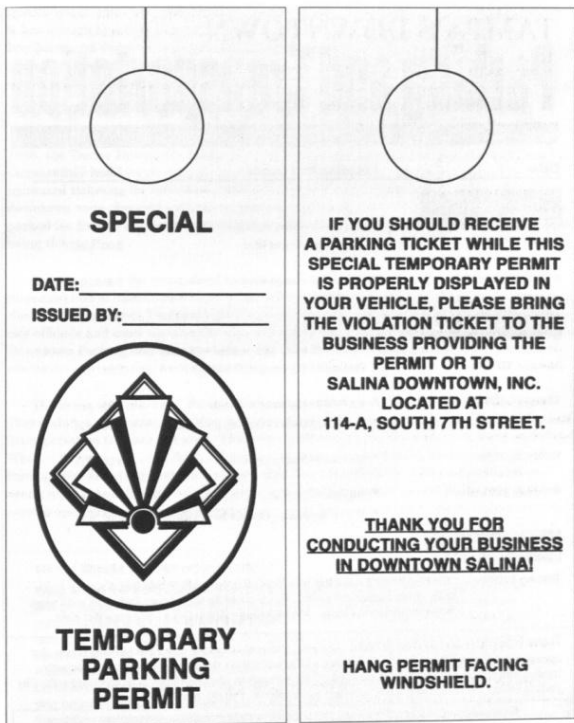 SPECIAL
DATE:
ISSUED BY:
TEMPORARY
PARKING
PERMIT
IF YOU SHOULD RECEIVE
A PARKING TICKET WHILE THIS
SPECIAL TEMPORARY PERMIT
IS PROPERLY DISPLAYED IN
YOUR VEHICLE, PLEASE BRING
THE VIOLATION TICKET TO THE
BUSINESS PROVIDING THE
PERMIT OR TO
SALINA DOWNTOWN, INC.
LOCATED AT
114-A, SOUTH 7TH STREET.
THANK YOU FOR
CONDUCTING YOUR BUSINESS
IN DOWNTOWN SALINA!
HANG PERMIT FACING
WINDSHIELD.